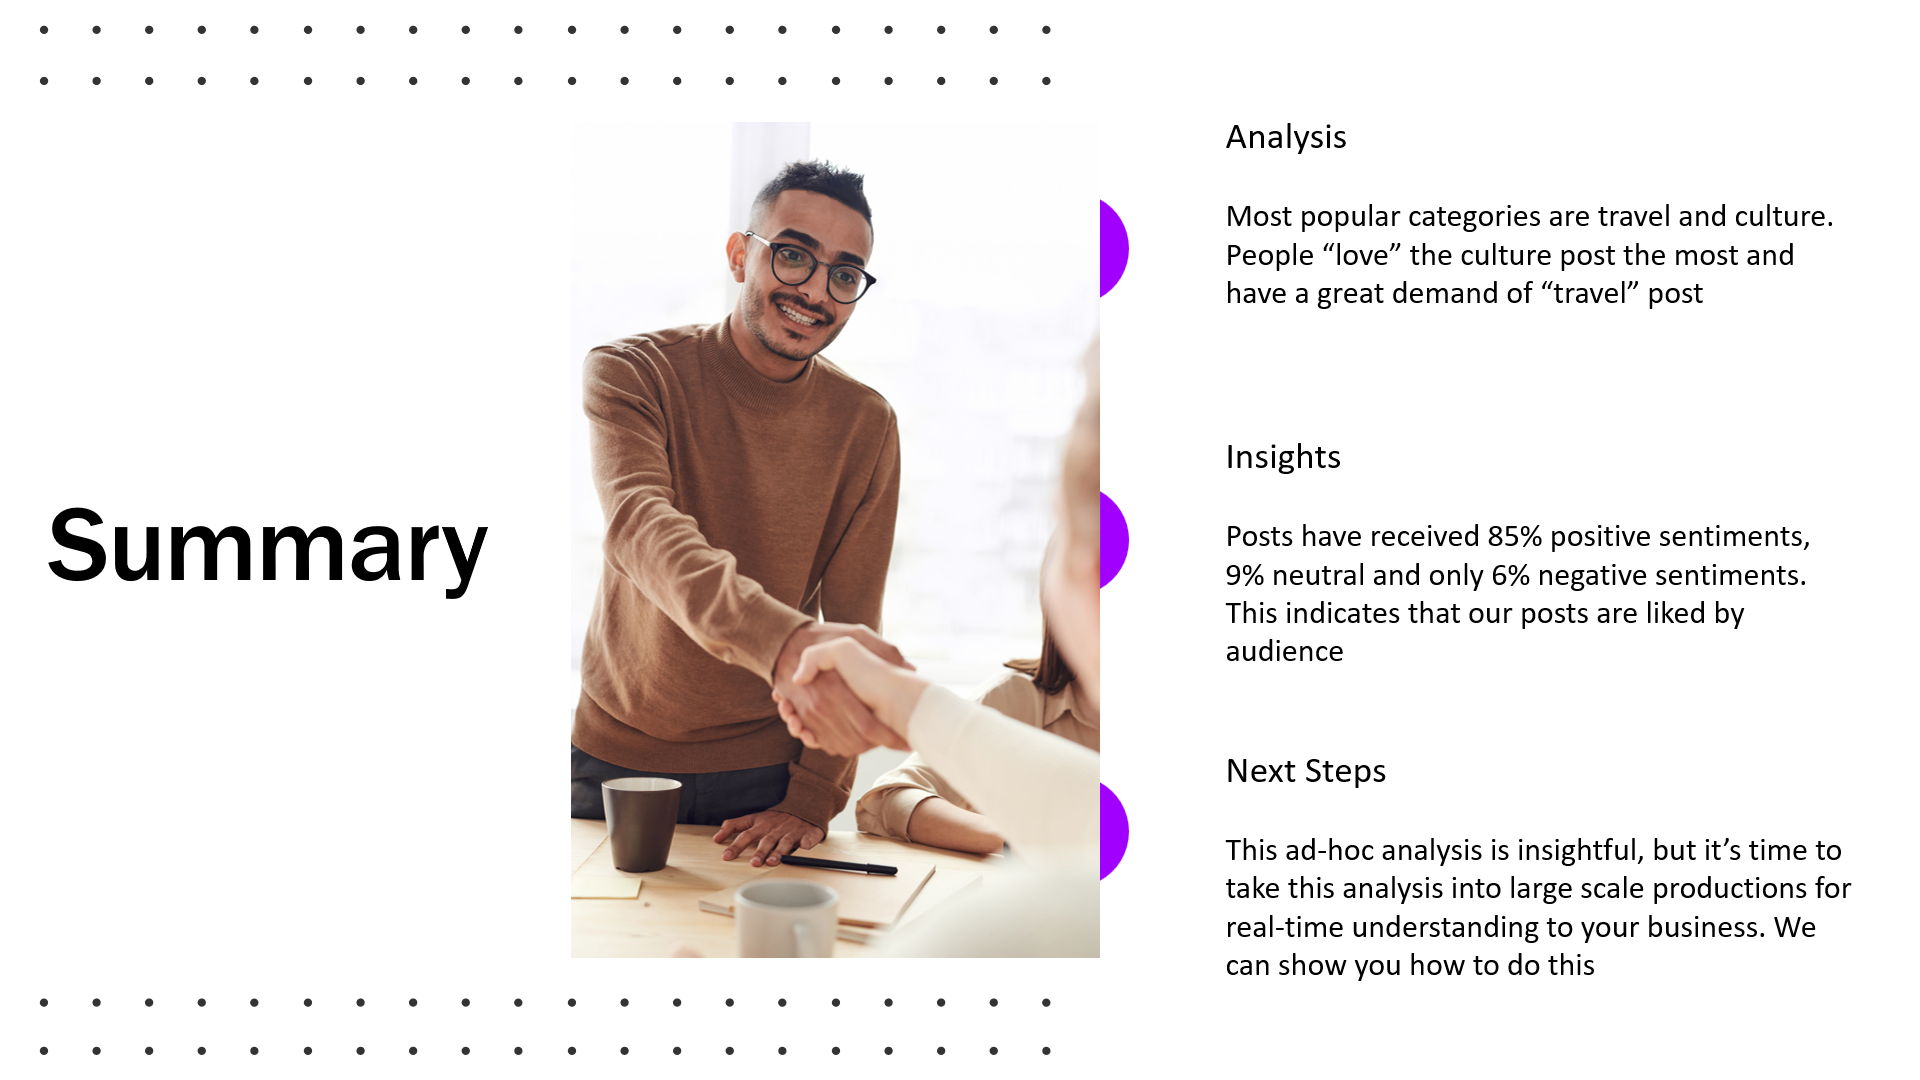 Summary
Analysis
Most popular categories are travel and culture.
People “love” the culture post the most and
have a great demand of “travel” post
Insights
Posts have received 85% positive sentiments,
9% neutral and only 6% negative sentiments.
This indicates that our posts are liked by
audience
Next Steps
This ad-hoc analysis is insightful, but it’s time to
take this analysis into large scale productions for
real-time understanding to your business. We
can show you how to do this